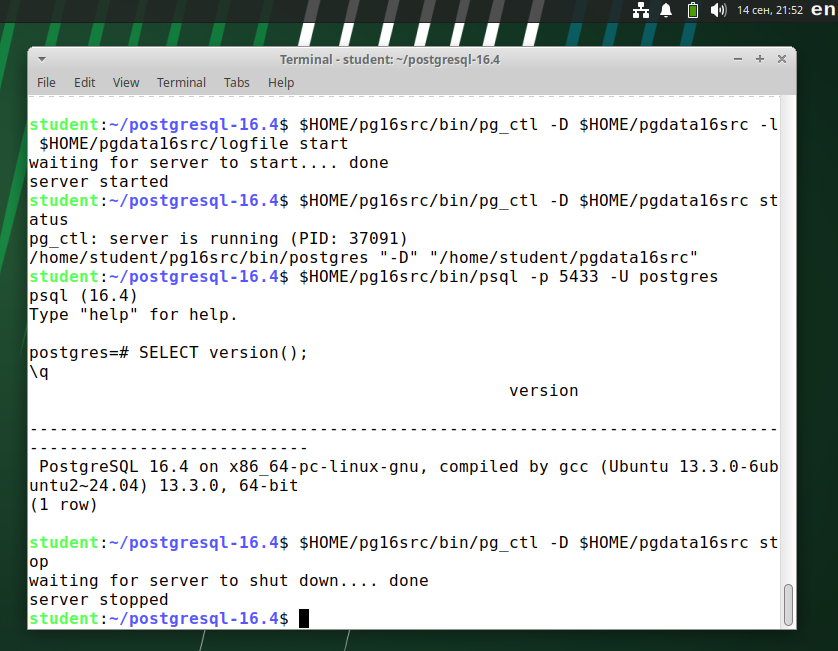 14 сен, 21:52 en
Terminal - student: ~/postgresql-16.4
File Edit View Terminal Tabs Help
student:~/postgresql-16.4$ $HOME/pg16src/bin/pg_ctl -D $HOME/pgdata16src -l
 $HOME/pgdata16src/logfile start
waiting for server to start.... done
server started
student:~/postgresql-16.4$ $HOME/pg16src/bin/pg_ctl -D $HOME/pgdata16src st
atus
pg_ctl: server is running (PID: 37091)
/home/student/pg16src/bin/postgres "-D" "/home/student/pgdata16src"
student:~/postgresql-16.4$ $HOME/pg16src/bin/psql -p 5433 -U postgres
psql (16.4)
Type "help" for help.
postgres=# SELECT version();
\q
version
---------------------------------------------------------------------------
----------------------------
 PostgreSQL 16.4 on x86_64-pc-linux-gnu, compiled by gcc (Ubuntu 13.3.0-6ub
untu2~24.04) 13.3.0, 64-bit
(1 row)
student:~/postgresql-16.4$ $HOME/pg16src/bin/pg_ctl -D $HOME/pgdata16src st
op
waiting for server to shut down.... done
server stopped
student:~/postgresql-16.4$